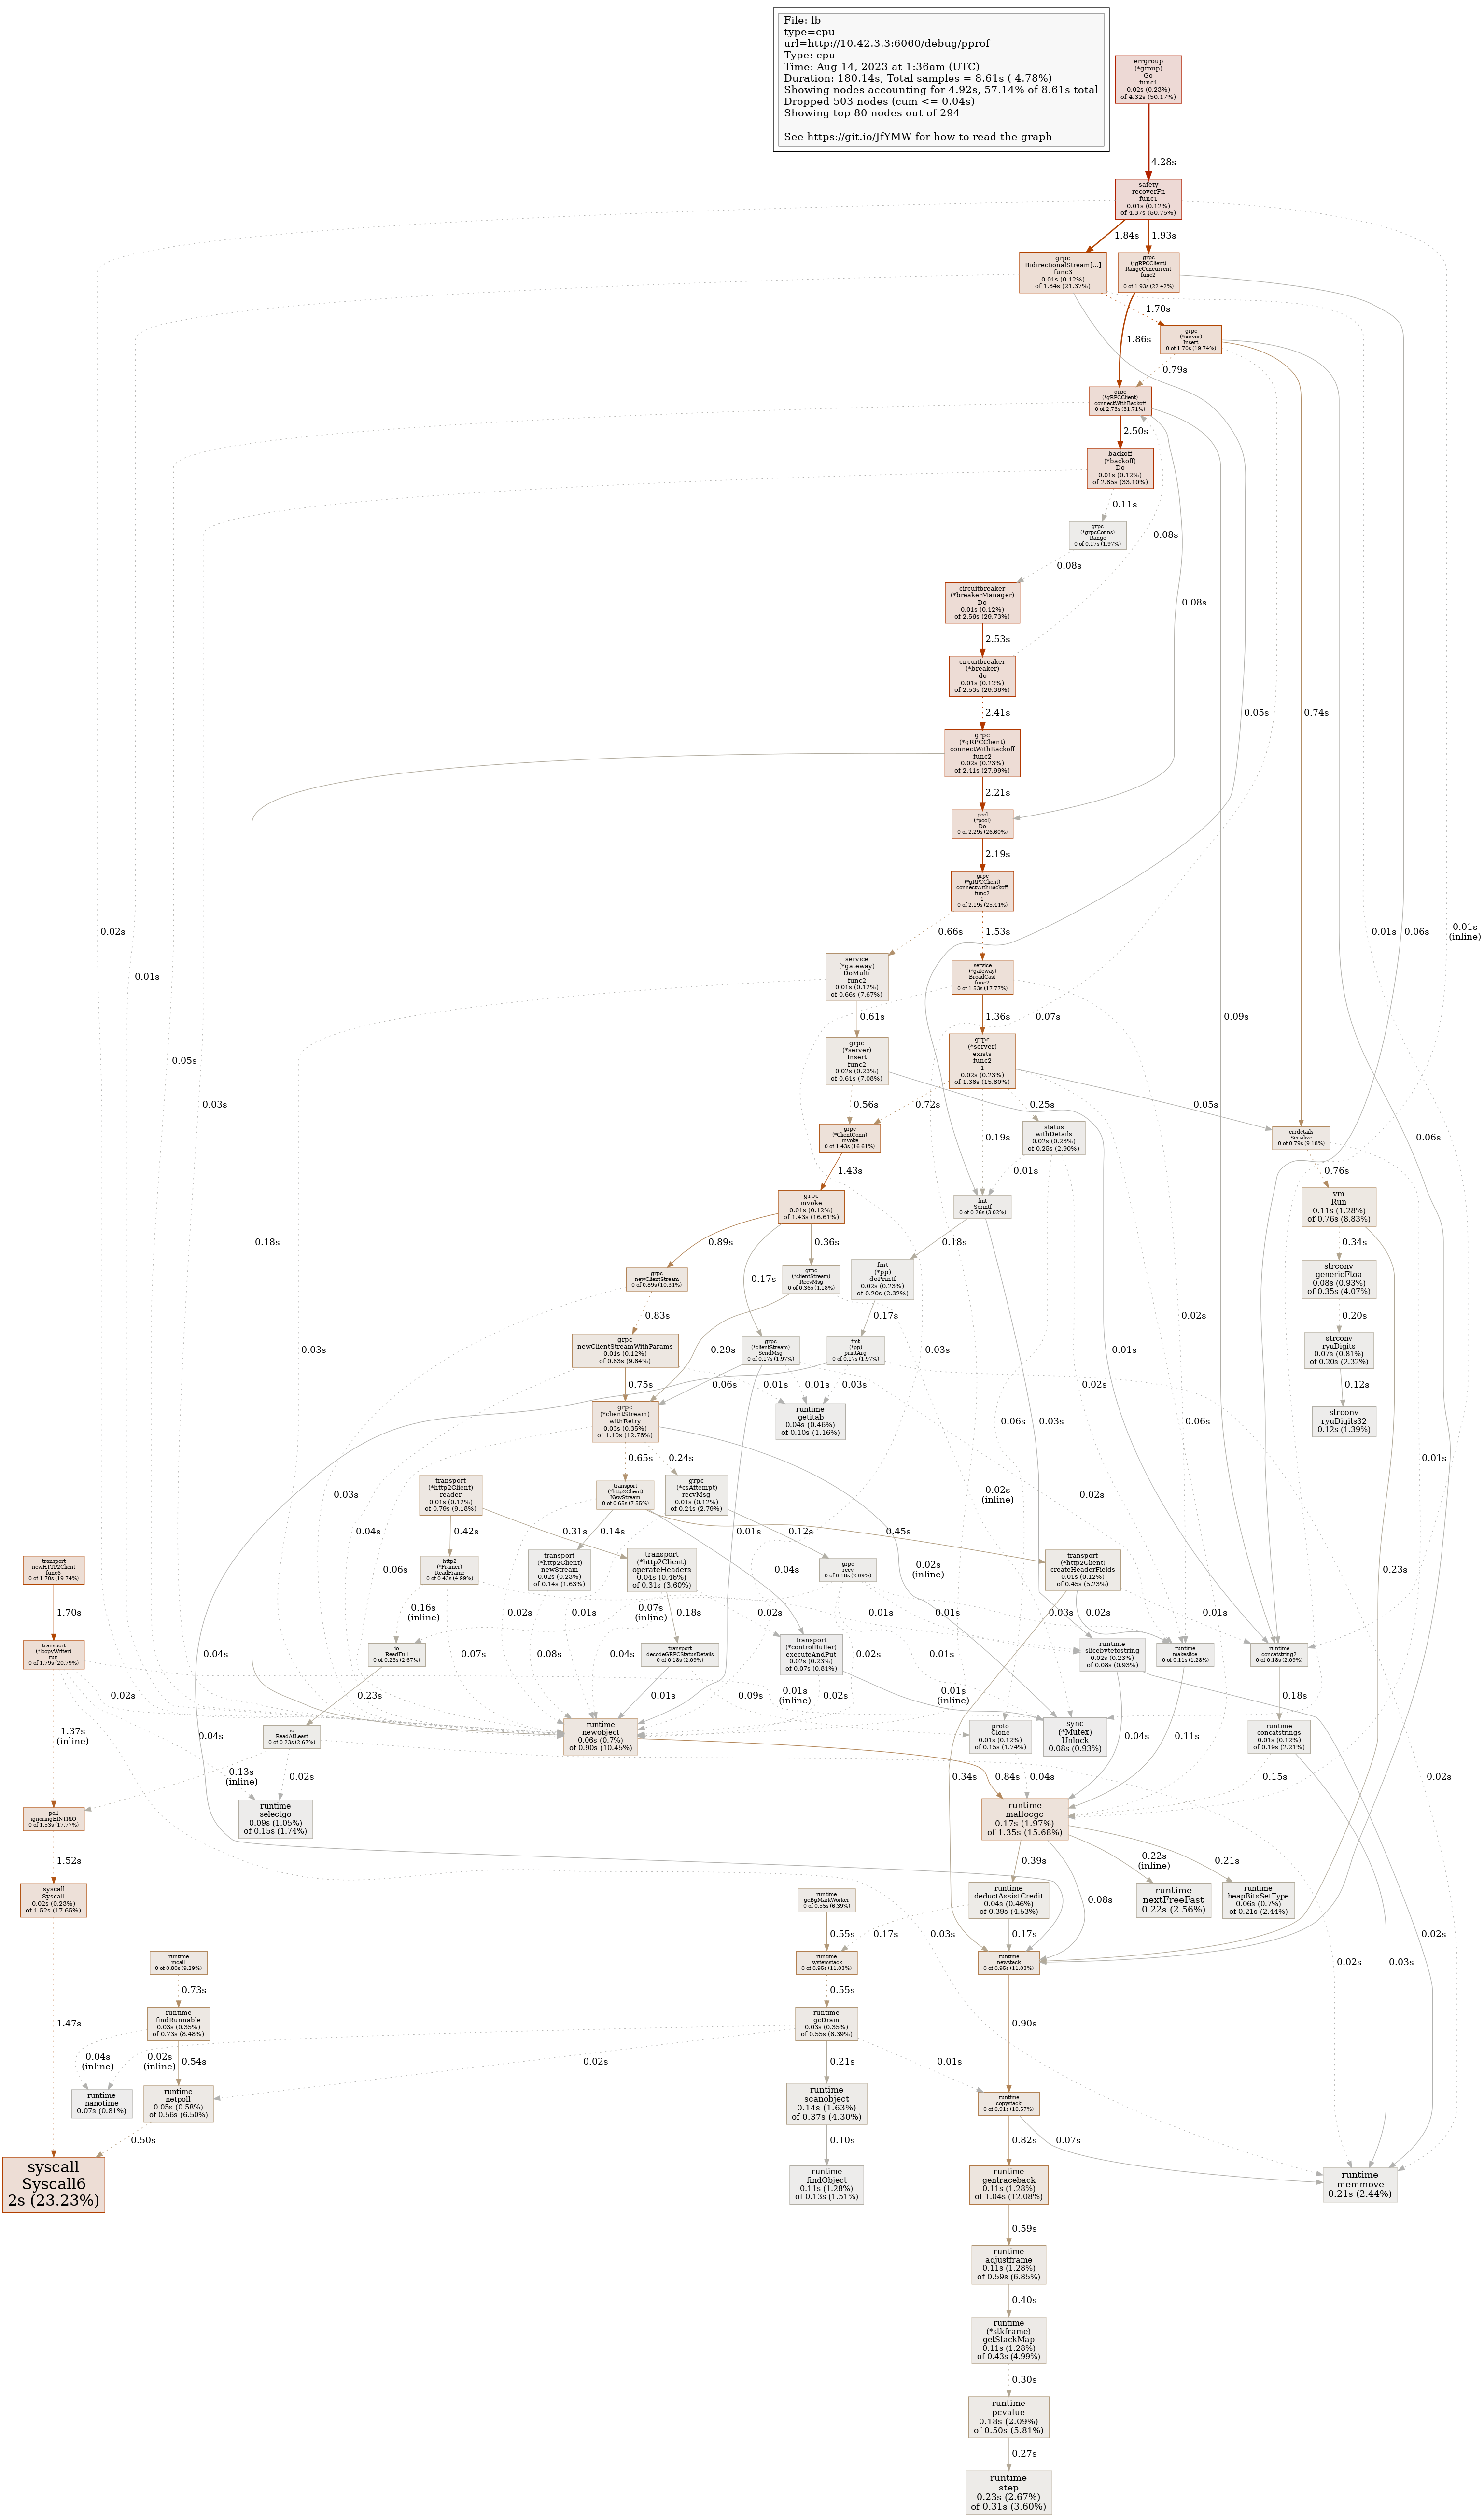 File: lb
type=cpu
url=http://10.42.3.3:6060/debug/pprof
Type: cpu
Time: Aug 14, 2023 at 1:36am (UTC)
Duration: 180.14s, Total samples = 8.61s ( 4.78%)
Showing nodes accounting for 4.92s, 57.14% of 8.61s total
Dropped 503 nodes (cum <= 0.04s)
Showing top 80 nodes out of 294
See https://git.io/JfYMW for how to read the graph
errgroup
(*group)
Go
func1
0.02s (0.23%)
of 4.32s (50.17%)
4.28s
safety
recoverFn
func1
0.01s (0.12%)
of 4.37s (50.75%)
1.84s
1.93s
grpc
BidirectionalStream[...]
func3
0.01s (0.12%)
of 1.84s (21.37%)
grpc
(*gRPCClient)
RangeConcurrent
func2
1
0 of 1.93s (22.42%)
1.70s
grpc
(*server)
Insert
0 of 1.70s (19.74%)
1.86s
0.79s
grpc
(*gRPCClient)
connectWithBackoff
0 of 2.73s (31.71%)
2.50s
backoff
(*backoff)
Do
0.01s (0.12%)
of 2.85s (33.10%)
0.11s
grpc
(*grpcConns)
Range
0 of 0.17s (1.97%)
0.08s
0.08s
circuitbreaker
(*breakerManager)
Do
0.01s (0.12%)
of 2.56s (29.73%)
0.08s
2.53s
circuitbreaker
(*breaker)
do
0.01s (0.12%)
of 2.53s (29.38%)
2.41s
0.05s
0.74s
grpc
(*gRPCClient)
connectWithBackoff
func2
0.02s (0.23%)
of 2.41s (27.99%)
2.21s
pool
(*pool)
Do
0 of 2.29s (26.60%)
2.19s
grpc
(*gRPCClient)
connectWithBackoff
func2
1
0 of 2.19s (25.44%)
0.02s
0.66s
1.53s
0.01s
0.06s
0.01s
(inline)
service
(*gateway)
DoMulti
func2
0.01s (0.12%)
of 0.66s (7.67%)
service
(*gateway)
BroadCast
func2
0 of 1.53s (17.77%)
0.01s
0.61s
1.36s
0.07s
0.09s
grpc
(*server)
Insert
func2
0.02s (0.23%)
of 0.61s (7.08%)
grpc
(*server)
exists
func2
1
0.02s (0.23%)
of 1.36s (15.80%)
0.05s
0.03s
0.56s
0.72s
0.25s
0.05s
grpc
(*ClientConn)
Invoke
0 of 1.43s (16.61%)
0.19s
status
withDetails
0.02s (0.23%)
of 0.25s (2.90%)
errdetails
Serialize
0 of 0.79s (9.18%)
0.06s
1.43s
0.01s
0.76s
grpc
invoke
0.01s (0.12%)
of 1.43s (16.61%)
fmt
Sprintf
0 of 0.26s (3.02%)
vm
Run
0.11s (1.28%)
of 0.76s (8.83%)
0.18s
0.89s
0.36s
0.18s
0.34s
grpc
newClientStream
0 of 0.89s (10.34%)
0.17s
grpc
(*clientStream)
RecvMsg
0 of 0.36s (4.18%)
fmt
(*pp)
doPrintf
0.02s (0.23%)
of 0.20s (2.32%)
strconv
genericFtoa
0.08s (0.93%)
of 0.35s (4.07%)
0.83s
0.17s
0.02s
0.01s
0.20s
grpc
newClientStreamWithParams
0.01s (0.12%)
of 0.83s (9.64%)
0.03s
0.29s
grpc
(*clientStream)
SendMsg
0 of 0.17s (1.97%)
fmt
(*pp)
printArg
0 of 0.17s (1.97%)
0.03s
0.02s
strconv
ryuDigits
0.07s (0.81%)
of 0.20s (2.32%)
0.75s
0.06s
0.01s
0.01s
0.03s
0.12s
grpc
(*clientStream)
withRetry
0.03s (0.35%)
of 1.10s (12.78%)
runtime
getitab
0.04s (0.46%)
of 0.10s (1.16%)
0.06s
0.03s
0.06s
strconv
ryuDigits32
0.12s (1.39%)
0.65s
0.24s
0.01s
transport
(*http2Client)
reader
0.01s (0.12%)
of 0.79s (9.18%)
transport
(*http2Client)
NewStream
0 of 0.65s (7.55%)
grpc
(*csAttempt)
recvMsg
0.01s (0.12%)
of 0.24s (2.79%)
0.03s
0.02s
(inline)
0.02s
0.04s
0.42s
0.31s
0.14s
0.12s
0.45s
transport
newHTTP2Client
func6
0 of 1.70s (19.74%)
http2
(*Framer)
ReadFrame
0 of 0.43s (4.99%)
0.06s
transport
(*http2Client)
newStream
0.02s (0.23%)
of 0.14s (1.63%)
transport
(*http2Client)
operateHeaders
0.04s (0.46%)
of 0.31s (3.60%)
0.01s
0.04s
grpc
recv
0 of 0.18s (2.09%)
0.02s
(inline)
transport
(*http2Client)
createHeaderFields
0.01s (0.12%)
of 0.45s (5.23%)
0.23s
1.70s
0.16s
(inline)
0.02s
0.01s
0.07s
(inline)
0.18s
0.02s
0.01s
0.01s
0.03s
0.02s
0.01s
transport
(*loopyWriter)
run
0 of 1.79s (20.79%)
0.04s
io
ReadFull
0 of 0.23s (2.67%)
0.07s
0.08s
0.04s
transport
decodeGRPCStatusDetails
0 of 0.18s (2.09%)
transport
(*controlBuffer)
executeAndPut
0.02s (0.23%)
of 0.07s (0.81%)
0.02s
0.01s
runtime
slicebytetostring
0.02s (0.23%)
of 0.08s (0.93%)
runtime
makeslice
0 of 0.11s (1.28%)
runtime
concatstring2
0 of 0.18s (2.09%)
0.02s
0.23s
0.01s
0.09s
0.01s
(inline)
0.02s
0.02s
0.01s
(inline)
0.18s
1.37s
(inline)
0.04s
io
ReadAtLeast
0 of 0.23s (2.67%)
runtime
newobject
0.06s (0.7%)
of 0.90s (10.45%)
proto
Clone
0.01s (0.12%)
of 0.15s (1.74%)
sync
(*Mutex)
Unlock
0.08s (0.93%)
0.04s
0.11s
runtime
concatstrings
0.01s (0.12%)
of 0.19s (2.21%)
0.13s
(inline)
0.02s
0.84s
0.34s
0.04s
0.15s
0.02s
poll
ignoringEINTRIO
0 of 1.53s (17.77%)
runtime
selectgo
0.09s (1.05%)
of 0.15s (1.74%)
runtime
mallocgc
0.17s (1.97%)
of 1.35s (15.68%)
1.52s
0.39s
0.08s
0.22s
(inline)
0.21s
syscall
Syscall
0.02s (0.23%)
of 1.52s (17.65%)
runtime
gcBgMarkWorker
0 of 0.55s (6.39%)
runtime
deductAssistCredit
0.04s (0.46%)
of 0.39s (4.53%)
runtime
nextFreeFast
0.22s (2.56%)
runtime
heapBitsSetType
0.06s (0.7%)
of 0.21s (2.44%)
0.55s
0.17s
0.03s
0.17s
0.02s
0.03s
0.02s
runtime
mcall
0 of 0.80s (9.29%)
runtime
systemstack
0 of 0.95s (11.03%)
runtime
newstack
0 of 0.95s (11.03%)
0.73s
0.55s
1.47s
runtime
findRunnable
0.03s (0.35%)
of 0.73s (8.48%)
runtime
gcDrain
0.03s (0.35%)
of 0.55s (6.39%)
0.90s
0.04s
(inline)
0.02s
(inline)
0.54s
0.02s
0.21s
0.01s
runtime
nanotime
0.07s (0.81%)
runtime
netpoll
0.05s (0.58%)
of 0.56s (6.50%)
runtime
scanobject
0.14s (1.63%)
of 0.37s (4.30%)
runtime
copystack
0 of 0.91s (10.57%)
0.50s
0.10s
0.82s
0.07s
syscall
Syscall6
2s (23.23%)
runtime
findObject
0.11s (1.28%)
of 0.13s (1.51%)
runtime
gentraceback
0.11s (1.28%)
of 1.04s (12.08%)
runtime
memmove
0.21s (2.44%)
0.59s
runtime
adjustframe
0.11s (1.28%)
of 0.59s (6.85%)
0.40s
runtime
(*stkframe)
getStackMap
0.11s (1.28%)
of 0.43s (4.99%)
0.30s
runtime
pcvalue
0.18s (2.09%)
of 0.50s (5.81%)
0.27s
runtime
step
0.23s (2.67%)
of 0.31s (3.60%)